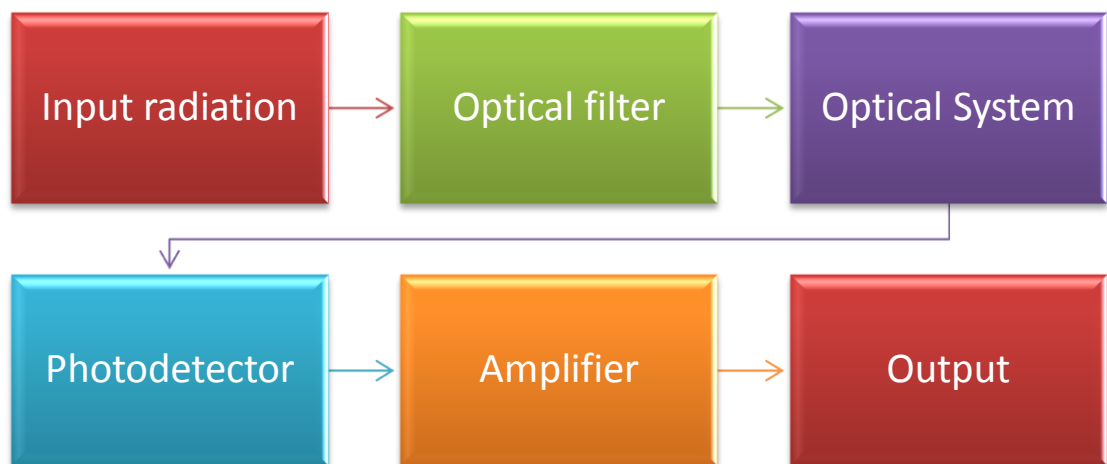 Input radiation
Optical filter
Optical System
Photodetector
Amplifier
Output